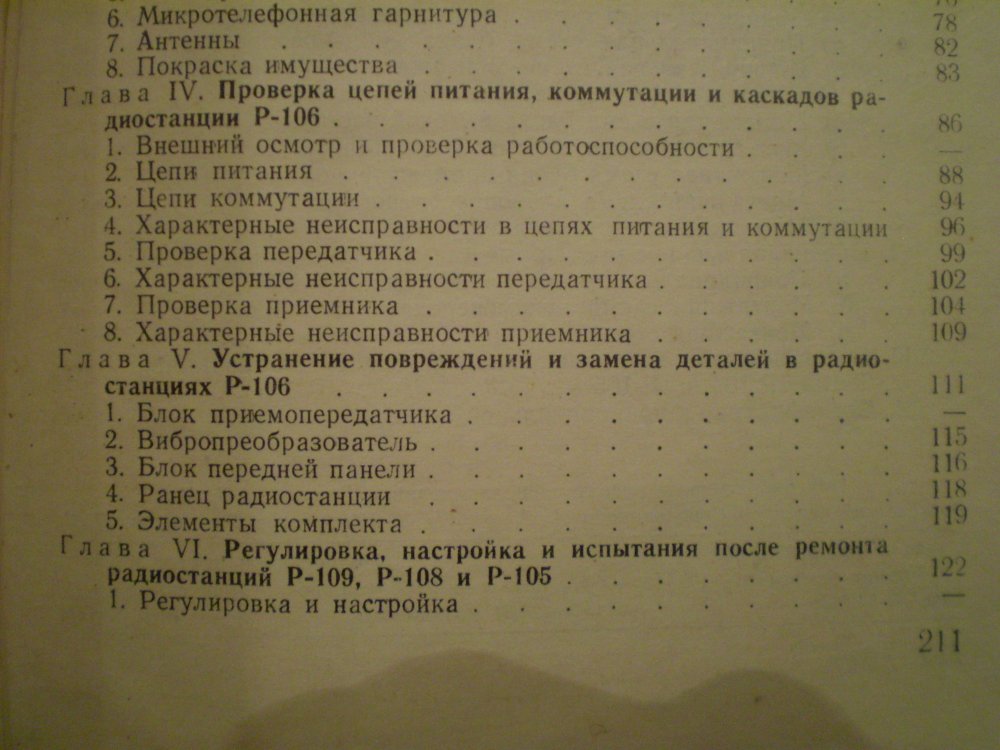 6. Микротелефонная гарнитура . . . . . . . . . 78
7. Антенны . . . . . . . . . . . . . . 82
8. Покраска имущества . . . . . . . . . . . 83
Глава IV. Проверка цепей питания, коммутации и каскадов ра-
диостанции Р-106 . . . . . . . . . . . . . 86
1. Внешний осмотр и проверка работоспособности . . . . —
2. Цепи питания . . . . . . . . . . . . 88
3. Цепи коммутации . . . . . . . . . . . . 94
4. Характерные неисправности в цепях питания и коммутации 96
5. Проверка передатчика . . . . . . . . . . . 99
6. Характерные неисправности передатчика . . . . . . 102
7. Проверка приемника . . . . . . . . . . . 104
8. Характерные неисправности приемника . . . . . . 109
Глава V. Устранение повреждений и замена деталей в радио-
станциях Р-106 . . . . . . . . . . . . . 111
1. Блок приемопередатчика . . . . . . . . . . —
2. Вибропреобразователь . . . . . . . . . . . 115
3. Блок передней панели . . . . . . . . . . . 116
4. Ранец радиостанции . . . . . . . . . . . 118
5. Элементы комплекта . . . . . . . . . . . 119
Глава VI. Регулировка, настройка и испытания после ремонта
радиостанций Р-109, Р-108 и Р-105 . . . . . . . . 122
1. Регулировка и настройка . . . . . . . . . . —
211